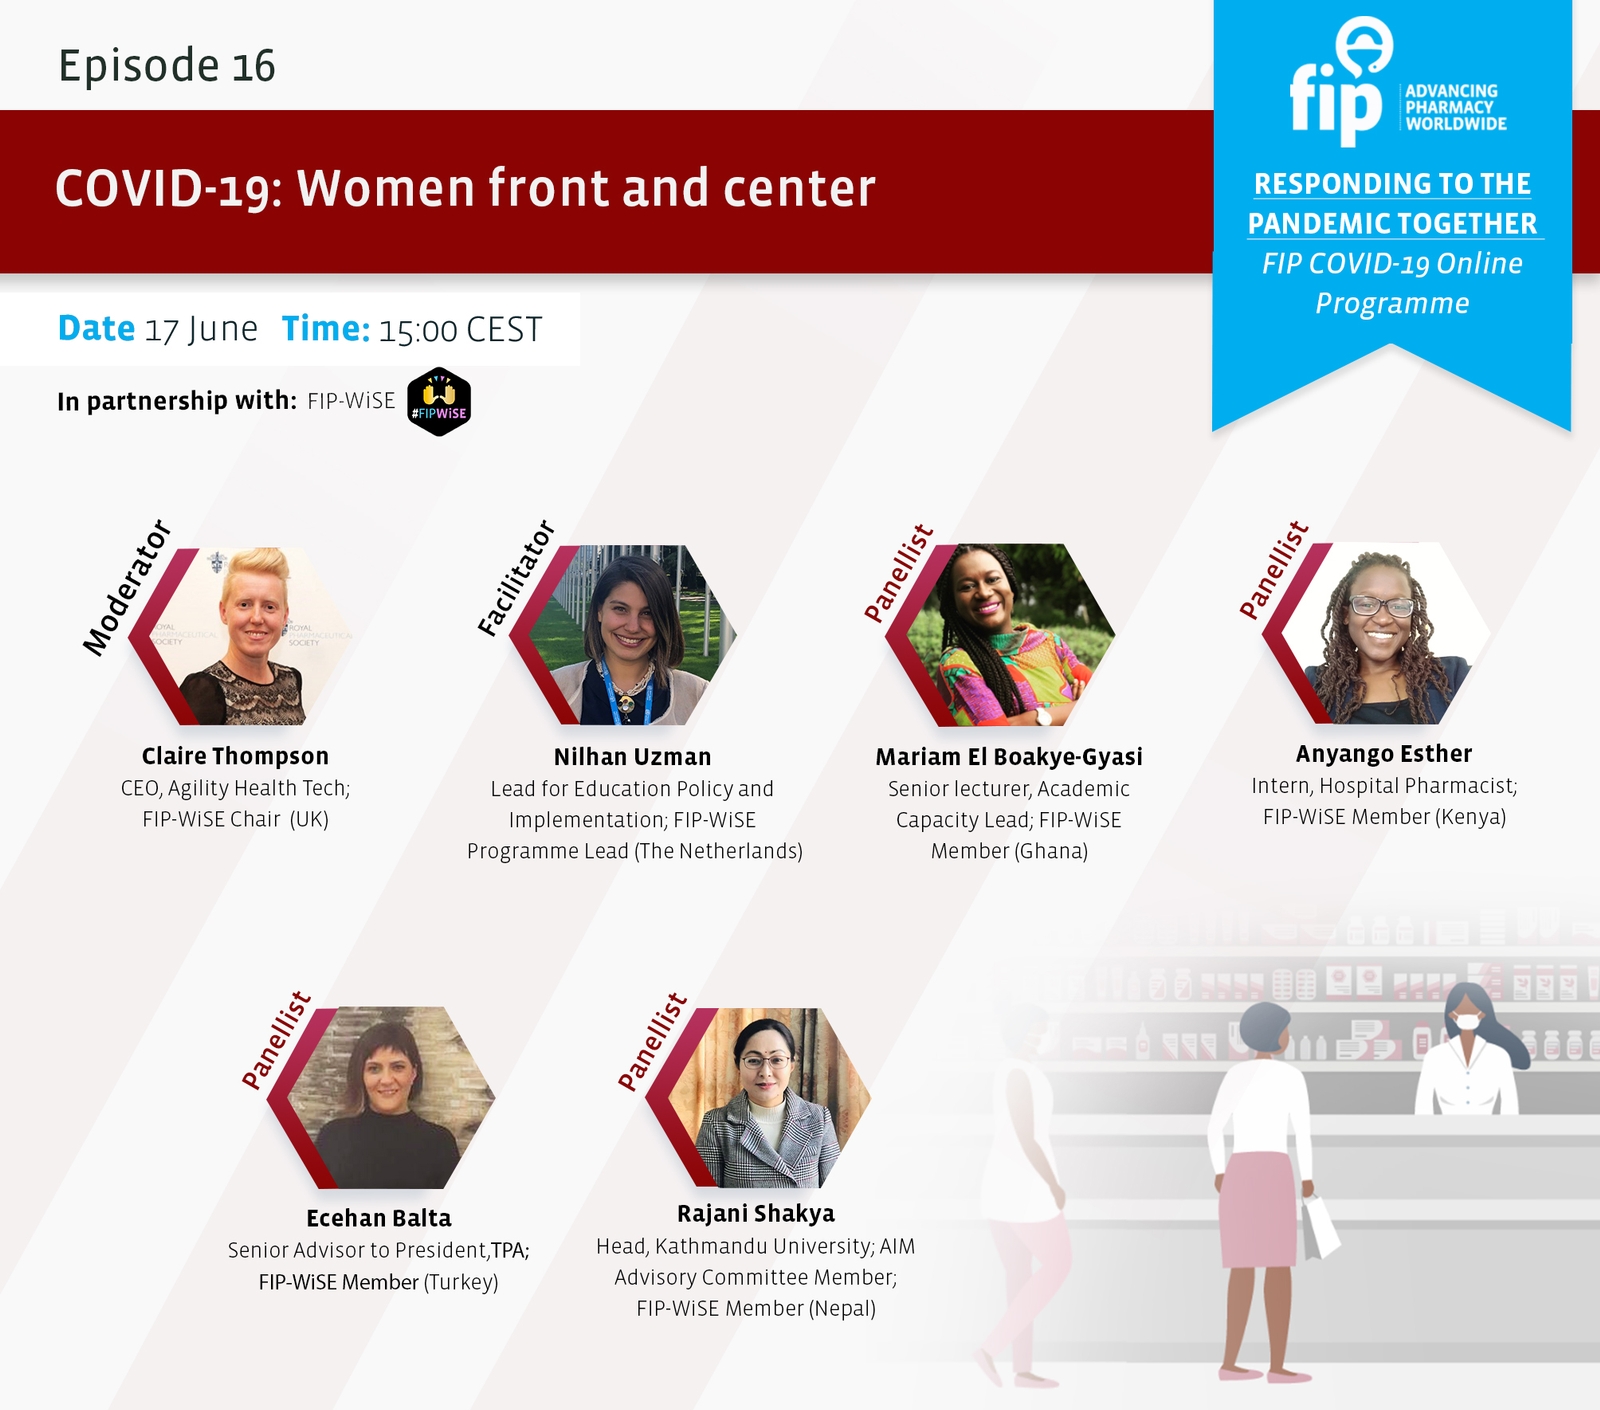 Episode 16
COVID-19: Women front and center
fip
ADVANCING
PHARMACY
WORLDWIDE
RESPONDING TO THE
PANDEMIC TOGETHER
FIP COVID-19 Online
Programme
Date 17 June Time: 15:00 CEST
In partnership with: FIP-WiSE
#FIPWiSE
Moderator
ROYAL
PHARMACEUTICAL
SOCIETY
Claire Thompson
CEO, Agility Health Tech;
FIP-WiSE Chair (UK)
Facilitator
Nilhan Uzman
Lead for Education Policy and
Implementation; FIP-WiSE
Programme Lead (The Netherlands)
Panellist
Mariam El Boakye-Gyasi
Senior lecturer, Academic
Capacity Lead; FIP-WiSE
Member (Ghana)
Panellist
Anyango Esther
Intern, Hospital Pharmacist;
FIP-WiSE Member (Kenya)
Panellist
Ecehan Balta
Senior Advisor to President,TPA;
FIP-WiSE Member (Turkey)
Panellist
Rajani Shakya
Head, Kathmandu University; AIM
Advisory Committee Member;
FIP-WiSE Member (Nepal)